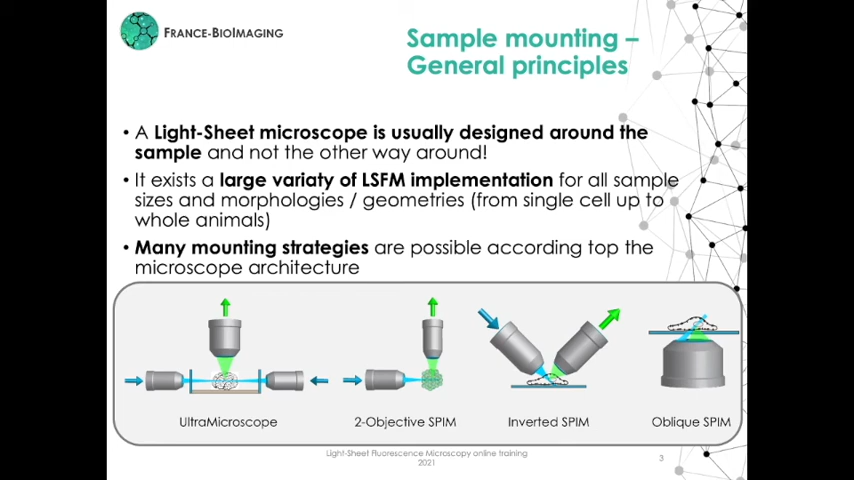 FRANCE-BIOIMAGING
Sample mounting –
General principles
• A Light-Sheet microscope is usually designed around the
sample and not the other way around!
• It exists a large variaty of LSFM implementation for all sample
sizes and morphologies / geometries (from single cell up to
whole animals)
• Many mounting strategies are possible according top the
microscope architecture
UltraMicroscope
2-Objective SPIM
Inverted SPIM
Oblique SPIM
Light-Sheet Fluorescence Microscopy online training
2021
3